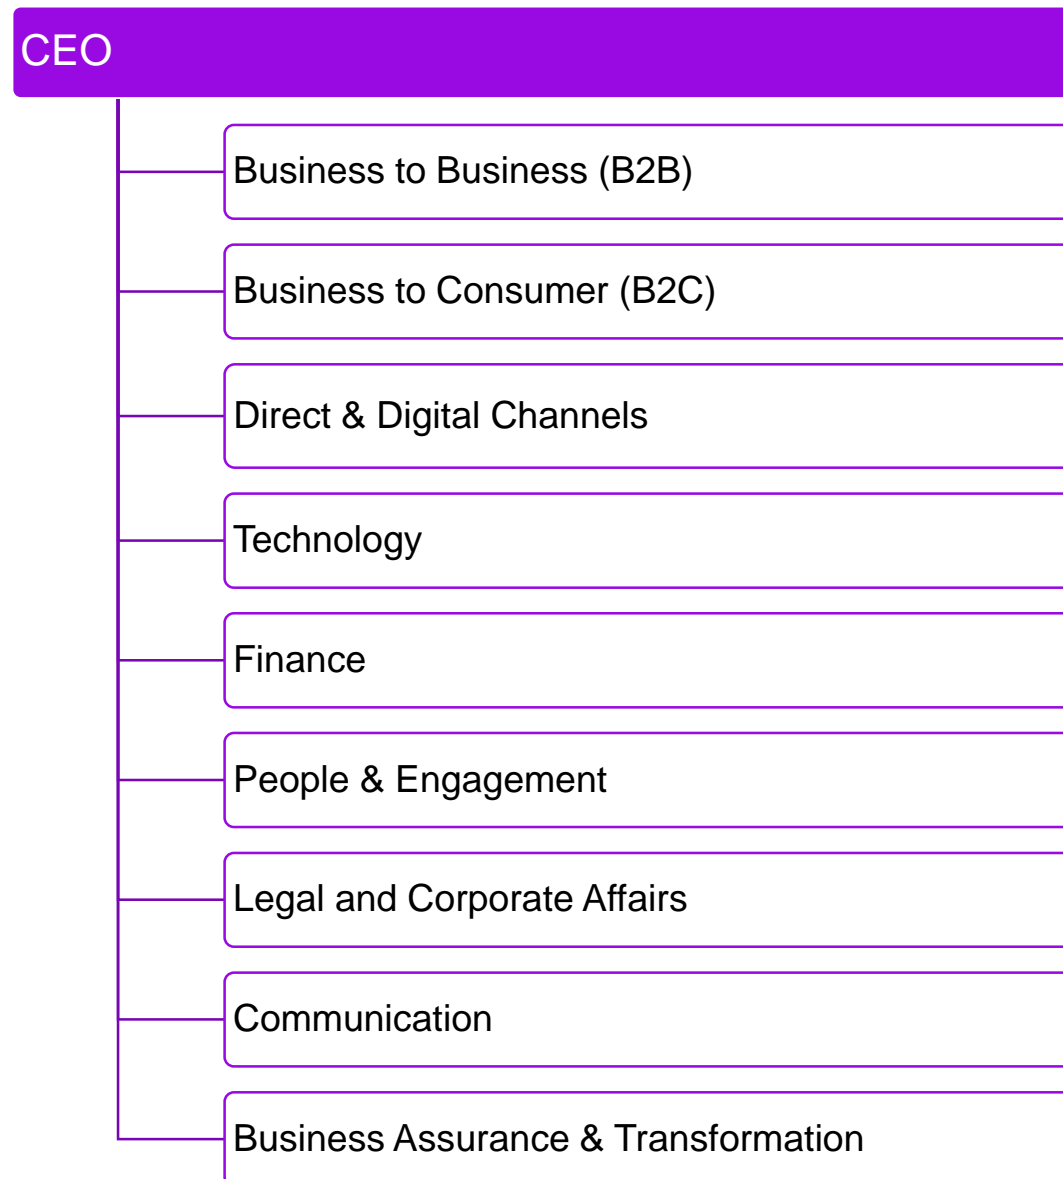 CEO
Business to Business (B2B)
Business to Consumer (B2C)
Direct & Digital Channels
Technology
Finance
People & Engagement
Legal and Corporate Affairs
Communication
Business Assurance & Transformation